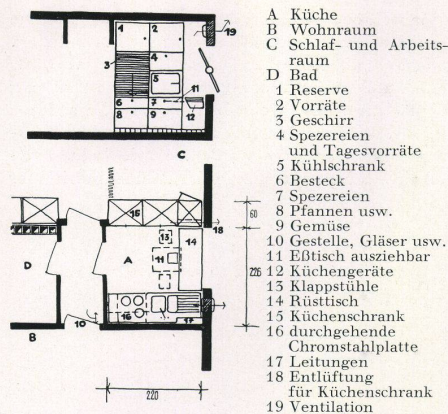 1
2
19
3
4
5
11
6
7
12
8
9
C
15
18
60
13
14
D
A
11
226
10
16
17
B
220
A Küche
B Wohnraum
C Schlaf- und Arbeits-
raum
D Bad
1 Reserve
2 Vorräte
3 Geschirr
4 Spezereien
und Tagesvorräte
5 Kühlschrank
6 Besteck
7 Spezereien
8 Pfannen usw.
9 Gemüse
10 Gestelle, Gläser usw.
11 Eßtisch ausziehbar
12 Küchengeräte
13 Klappstühle
14 Rüsttisch
15 Küchenschrank
16 durchgehende
Chromstahlplatte
17 Leitungen
18 Entlüftung
für Küchenschrank
19 Ventilation